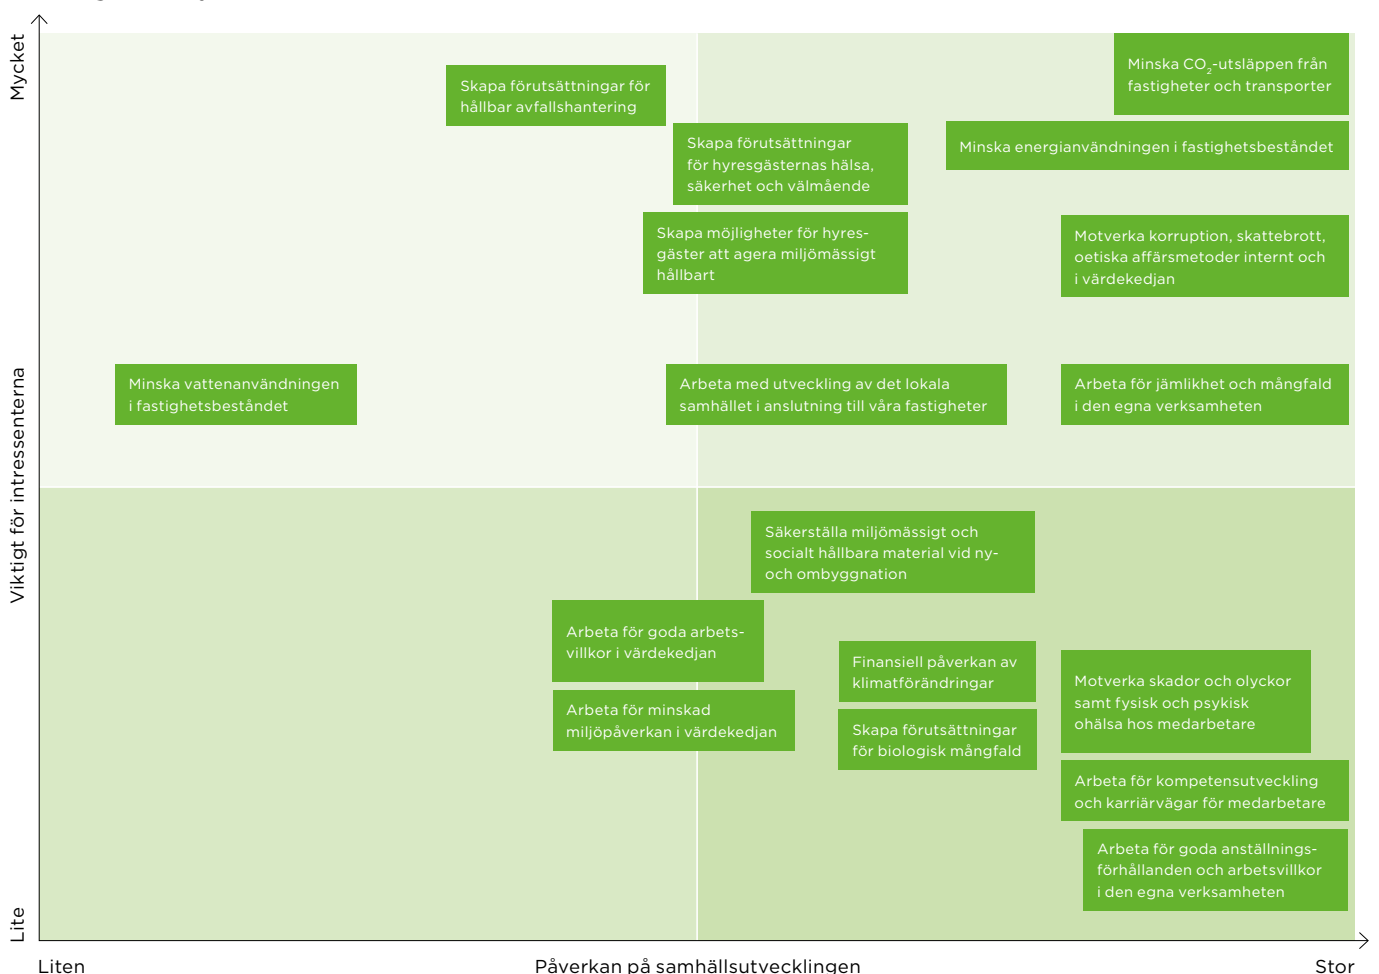 Mycket
Viktigt för intressenterna
Lite
Skapa förutsättningar för
hållbar avfallshantering
Minska CO₂-utsläppen från
fastigheter och transporter
Skapa förutsättningar
för hyresgästernas hälsa,
säkerhet och välmående
Minska energianvändningen i fastighetsbeståndet
Skapa möjligheter för hyres-
gäster att agera miljömässigt
hållbart
Motverka korruption, skattebrott,
oetiska affärsmetoder internt och
i värdekedjan
Minska vattenanvändningen
i fastighetsbeståndet
Arbeta med utveckling av det lokala
samhället i anslutning till våra fastigheter
Arbeta för jämlikhet och mångfald
i den egna verksamheten
Säkerställa miljömässigt och
socialt hållbara material vid ny-
och ombyggnation
Arbeta för goda arbets-
villkor i värdekedjan
Finansiell påverkan av
klimatförändringar
Motverka skador och olyckor
samt fysisk och psykisk
ohälsa hos medarbetare
Arbeta för minskad
miljöpåverkan i värdekedjan
Skapa förutsättningar
för biologisk mångfald
Arbeta för kompetensutveckling
och karriärvägar för medarbetare
Arbeta för goda anställnings-
förhållanden och arbetsvillkor
i den egna verksamheten
Liten
Påverkan på samhällsutvecklingen
Stor